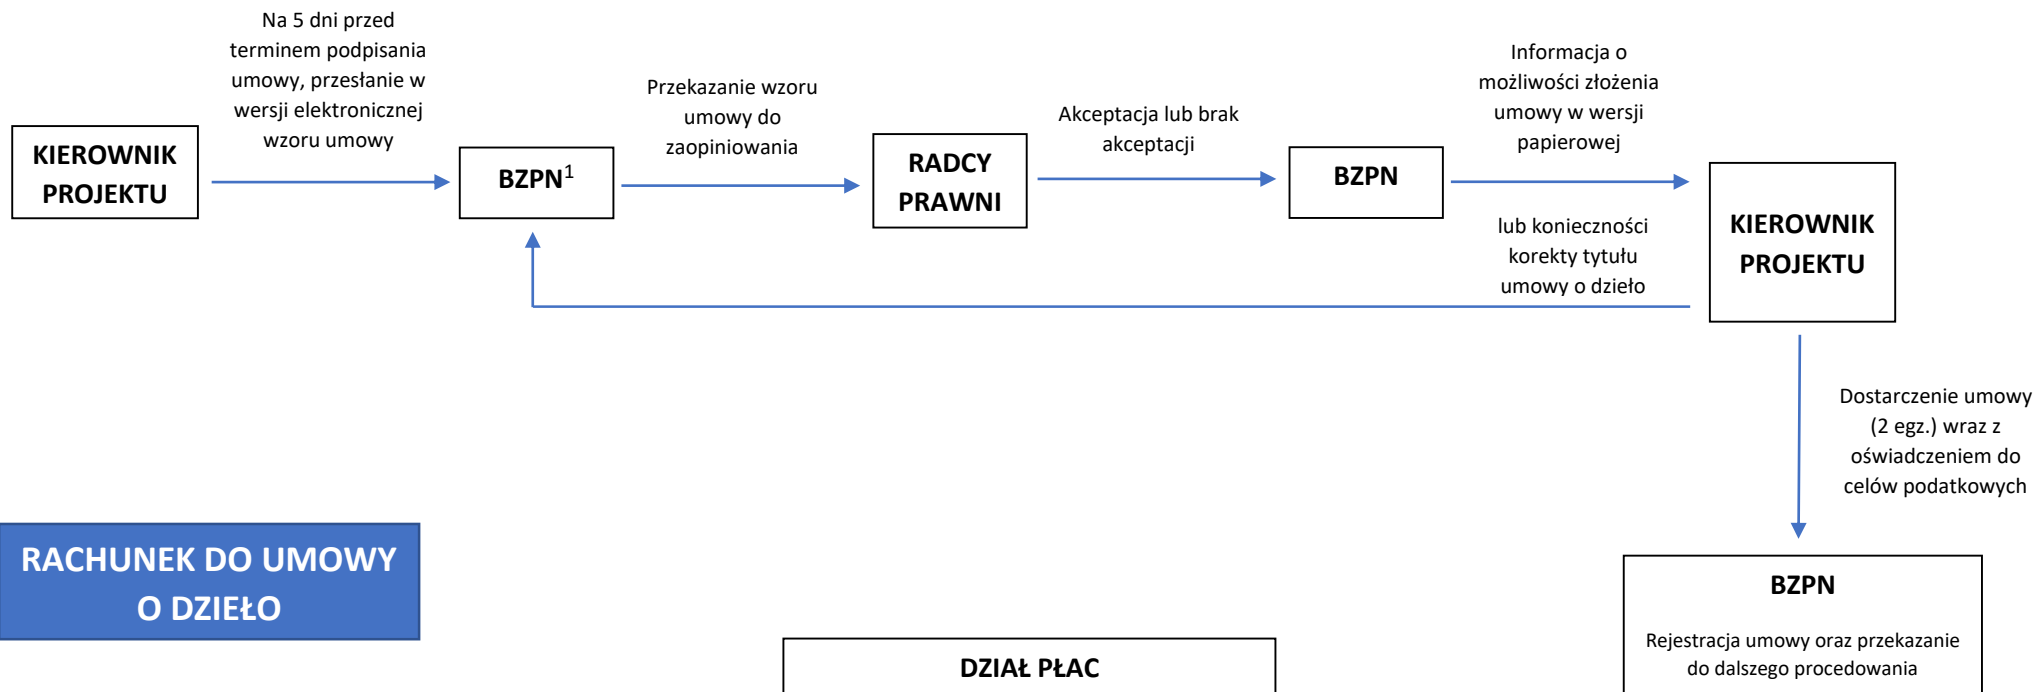 Na 5 dni przed
terminem podpisania
umowy, przesłanie w
wersji elektronicznej
wzoru umowy
KIEROWNIK
PROJEKTU
BZPN1
Przekazanie wzoru
umowy do
zaopiniowania
RADCY
PRAWNI
Akceptacja lub brak
akceptacji
BZPN
Informacja o
możliwości złożenia
umowy w wersji
papierowej
lub konieczności
korekty tytułu
umowy o dzieło
KIEROWNIK
PROJEKTU
Dostarczenie umowy
(2 egz.) wraz z
oświadczeniem do
celów podatkowych
RACHUNEK DO UMOWY
O DZIEŁO
BZPN
Rejestracja umowy oraz przekazanie
do dalszego procedowania
DZIAŁ PŁAC